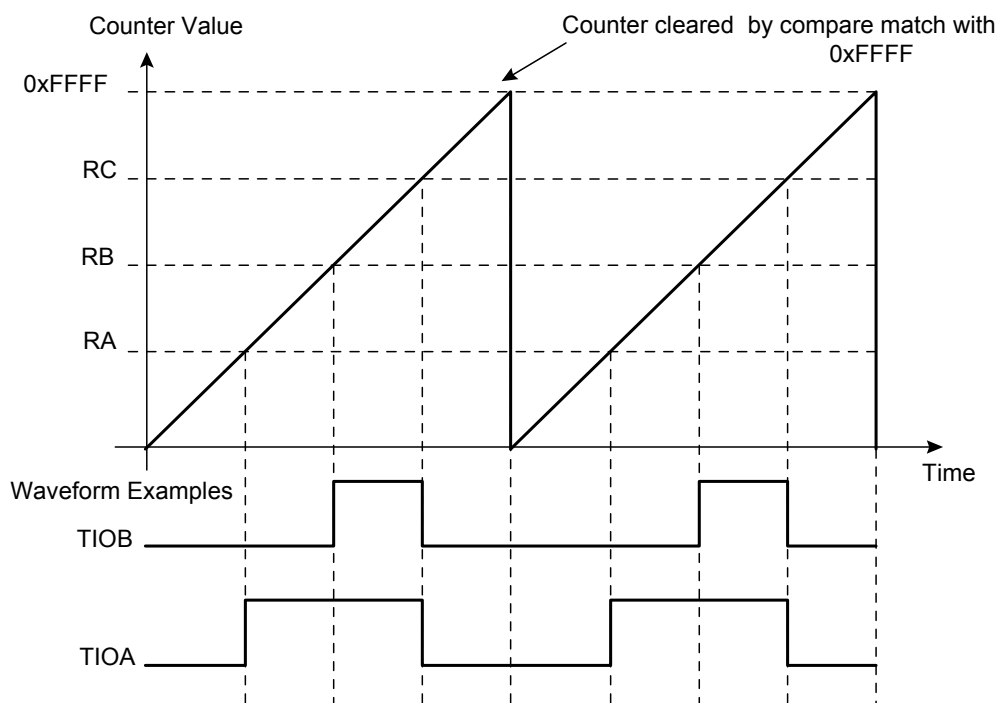 Counter Value
Counter cleared by compare match with
0xFFFF
0xFFFF
RC
RB
RA
Time
Waveform Examples
TIOB
TIOA